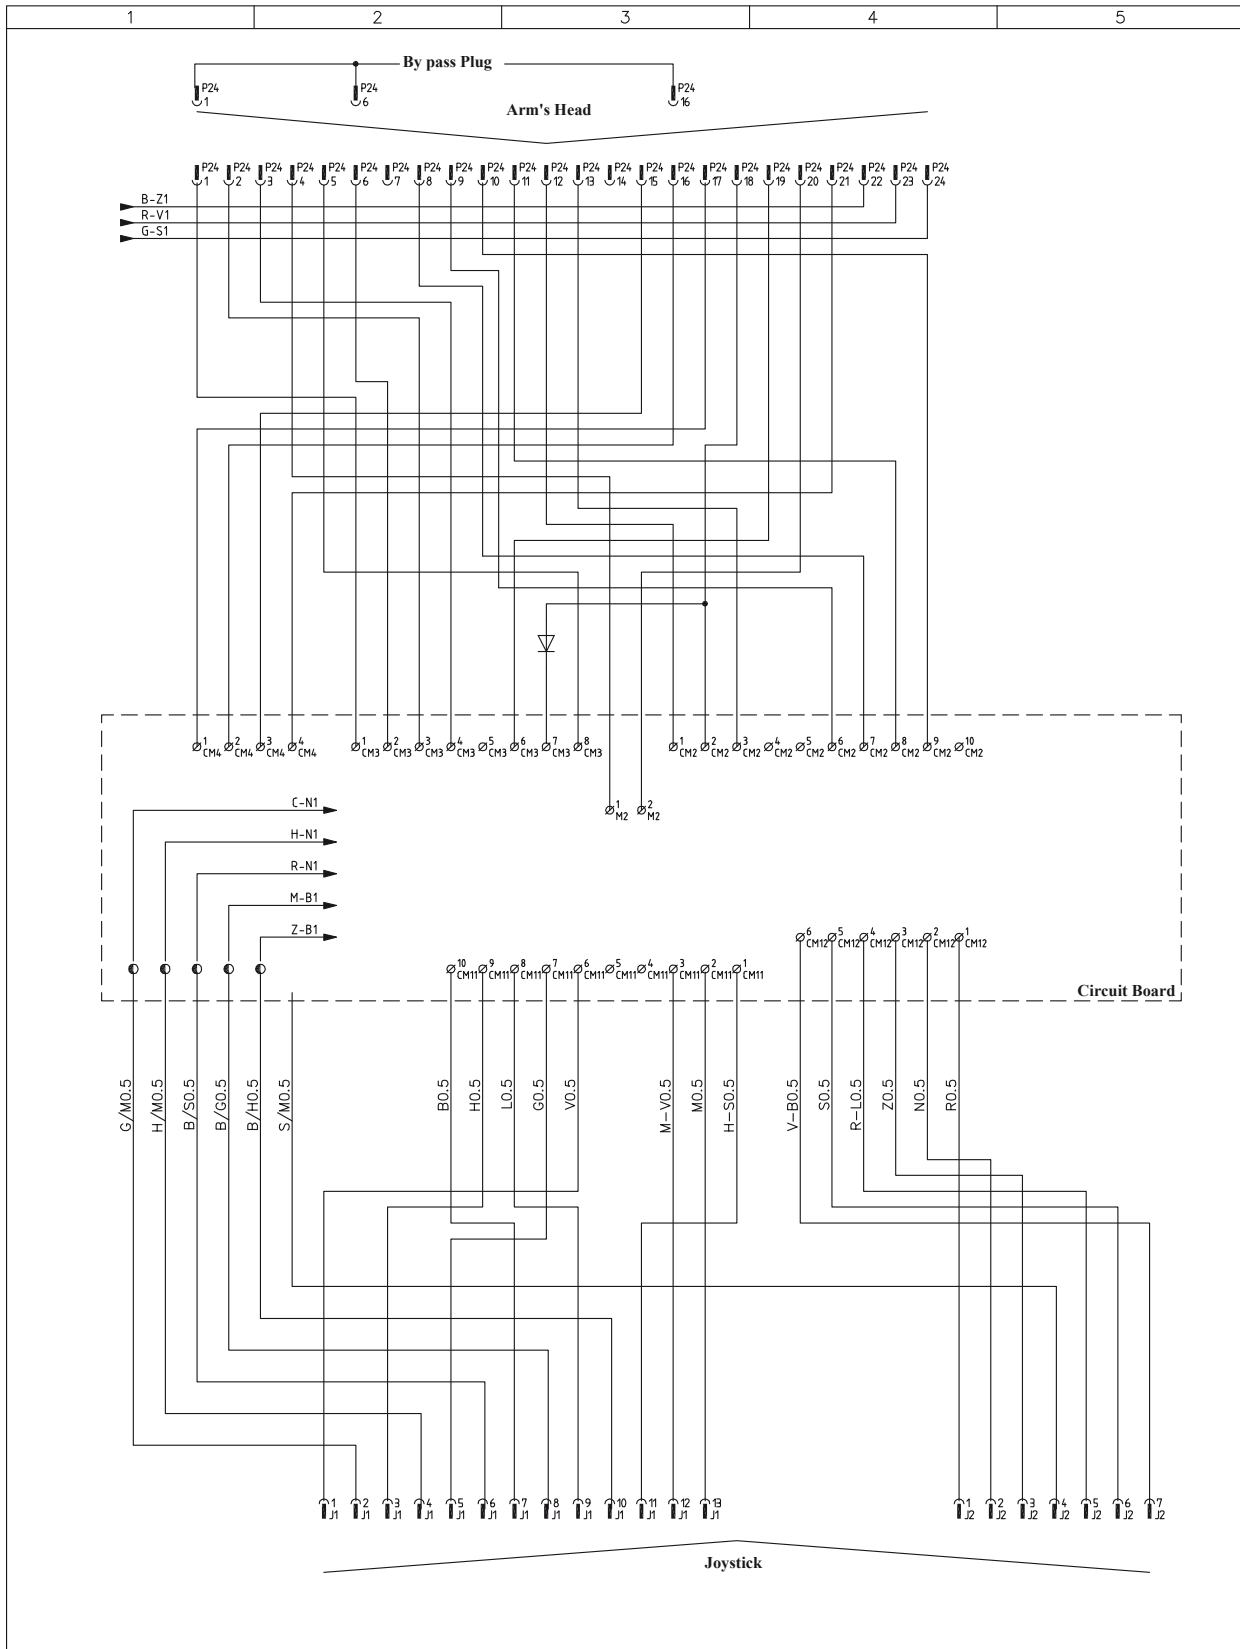 1 2 3 4 5
By pass Plug
P24 P24 P24
1 6 16
Arm's Head
P24 P24 P24 P24 P24 P24 P24 P24 P24 P24 P24 P24 P24 P24 P24 P24 P24 P24 P24 P24 P24 P24 P24 P24
1 2 3 4 5 6 7 8 9 10 11 12 13 14 15 16 17 18 19 20 21 22 23 24
B-Z1
R-V1
G-S1
1 2 3 4 1 2 3 4 5 6 7 8 1 2 3 4 5 6 7 8 9 10
CM4 CM4 CM4 CM4 CM3 CM3 CM3 CM3 CM3 CM3 CM3 CM3 CM2 CM2 CM2 CM2 CM2 CM2 CM2 CM2 CM2 CM2
C-N1
1 2
M2 M2
H-N1
R-N1
M-B1
Z-B1
6 5 4 3 2 1
CM12 CM12 CM12 CM12 CM12 CM12
10 9 8 7 6 5 4 3 2 1
CM11 CM11 CM11 CM11 CM11 CM11 CM11 CM11 CM11 CM11
Circuit Board
G/M0.5
H/M0.5
B/S0.5
B/G0.5
B/H0.5
S/M0.5
B0.5
H0.5
L0.5
G0.5
V0.5
M-V0.5
M0.5
H-S0.5
V-B0.5
S0.5
R-L0.5
Z0.5
N0.5
R0.5
1 2 3 4 5 6 7 8 9 10 11 12 13 1 2 3 4 5 6 7
J1 J1 J1 J1 J1 J1 J1 J1 J1 J1 J1 J1 J1 J2 J2 J2 J2 J2 J2 J2
Joystick